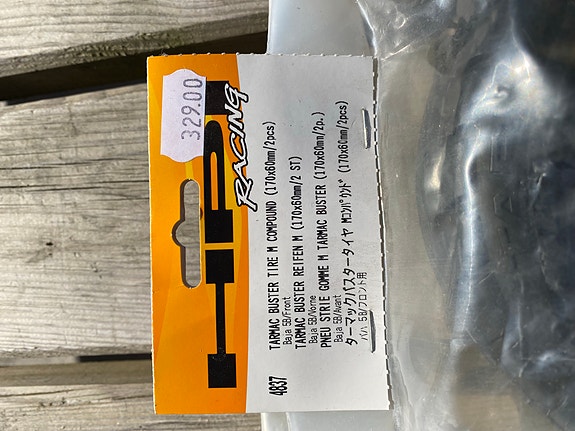 329.00
HPI
RACING
4837
TARMAC BUSTER TIRE M COMPOUND (170x60mm/2pcs)
Baja 5B/Front
TARMAC BUSTER REIFEN M (170x60mm/2 ST)
Baja 5B/Vorne
PNEU STRIE GOMME M TARMAC BUSTER (170x60mm/2p.)
Baja 5B/Avant
ターマックバスタータイヤ Mコンパウンド (170x60mm/2pcs)
バハ 5B/フロント用